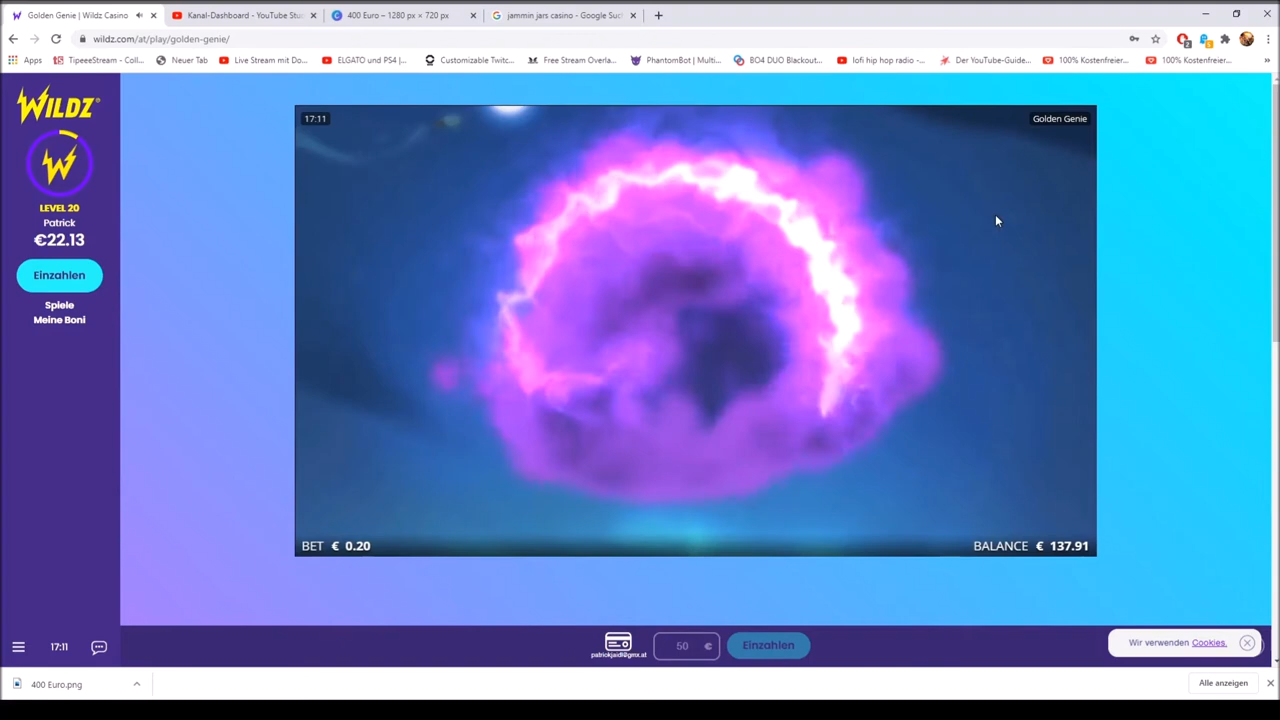 Golden Genie | Wildz Casino
Kanal-Dashboard - YouTube Stu
400 Euro – 1280 px × 720 px
jammin jars casino - Google Suc
wildz.com/at/play/golden-genie/
Apps
TipeeeStream - Coll...
Neuer Tab
Live Stream mit Do...
ELGATO und PS4 |...
Customizable Twitc...
Free Stream Overla...
PhantomBot | Multi...
BO4 DUO Blackout...
lofi hip hop radio -...
Der YouTube-Guide...
100% Kostenfreier...
100% Kostenfreier...
WILDZ
W
LEVEL 20
Patrick
€22.13
Einzahlen
Spiele
Meine Boni
17:11
Golden Genie
BET € 0.20
BALANCE € 137.91
17:11
patrickjaidl@gmx.at
50 €
Einzahlen
Wir verwenden Cookies.
400 Euro.png
Alle anzeigen